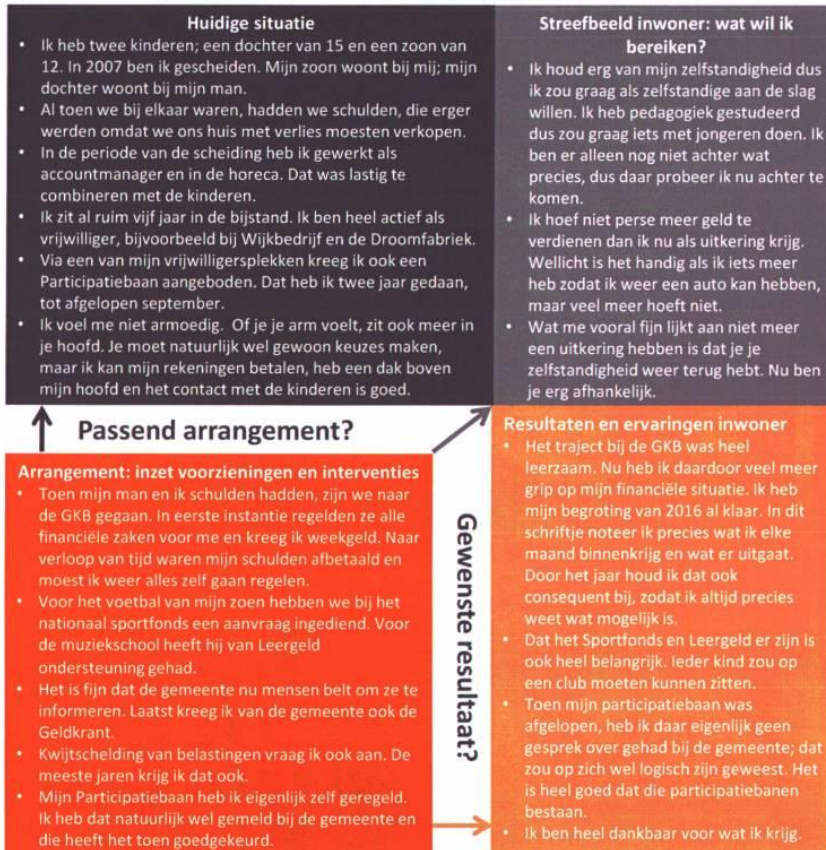 Huidige situatie
• Ik heb twee kinderen; een dochter van 15 en een zoon van
12. In 2007 ben ik gescheiden. Mijn zoon woont bij mij; mijn
dochter woont bij mijn man.
• Al toen we bij elkaar waren, hadden we schulden, die erger
werden omdat we ons huis met verlies moesten verkopen.
• In de periode van de scheiding heb ik gewerkt als
accountmanager en in de horeca. Dat was lastig te
combineren met de kinderen.
• Ik zit al ruim vijf jaar in de bijstand. Ik ben heel actief als
vrijwilliger, bijvoorbeeld bij Wijkbedrijf en de Droomfabriek.
• Via een van mijn vrijwilligersplekken kreeg ik ook een
Participatiebaan aangeboden. Dat heb ik twee jaar gedaan,
tot afgelopen september.
• Ik voel me niet armoedig. Of je je arm voelt, zit ook meer in
je hoofd. Je moet natuurlijk wel gewoon keuzes maken,
maar ik kan mijn rekeningen betalen, heb een dak boven
mijn hoofd en het contact met de kinderen is goed.
Streefbeeld inwoner: wat wil ik
bereiken?
• Ik houd erg van mijn zelfstandigheid dus
ik zou graag als zelfstandige aan de slag
willen. Ik heb pedagogiek gestudeerd
dus zou graag iets met jongeren doen. Ik
ben er alleen nog niet achter wat
precies, dus daar probeer ik nu achter te
komen.
• Ik hoef niet perse meer geld te
verdienen dan ik nu als uitkering krijg.
Wellicht is het handig als ik iets meer
heb zodat ik weer een auto kan hebben,
maar veel meer hoeft niet.
• Wat me vooral fijn lijkt aan niet meer
een uitkering hebben is dat je je
zelfstandigheid weer terug hebt. Nu ben
je erg afhankelijk.
Passend arrangement?
Arrangement: inzet voorzieningen en interventies
• Toen mijn man en ik schulden hadden, zijn we naar
de GKB gegaan. In eerste instantie regelden ze alle
financiële zaken voor me en kreeg ik weekgeld. Naar
verloop van tijd waren mijn schulden afbetaald en
moest ik weer alles zelf gaan regelen.
• Voor het voetbal van mijn zoen hebben we bij het
nationaal sportfonds een aanvraag ingediend. Voor
de muziekschool heeft hij van Leergeld
ondersteuning gehad.
• Het is fijn dat de gemeente nu mensen belt om ze te
informeren. Laatst kreeg ik van de gemeente ook de
Geldkrant.
• Kwijtschelding van belastingen vraag ik ook aan. De
meeste jaren krijg ik dat ook.
• Mijn Participatiebaan heb ik eigenlijk zelf geregeld.
Ik heb dat natuurlijk wel gemeld bij de gemeente en
die heeft het toen goedgekeurd.
Gewenste resultaat?
Resultaten en ervaringen inwoner
• Het traject bij de GKB was heel
leerzaam. Nu heb ik daardoor veel meer
grip op mijn financiële situatie. Ik heb
mijn begroting van 2016 al klaar. In dit
schriftje noteer ik precies wat ik elke
maand binnenkrijg en wat er uitgaat.
Door het jaar houd ik dat ook
consequent bij, zodat ik altijd precies
weet wat mogelijk is.
• Dat het Sportfonds en Leergeld er zijn is
ook heel belangrijk. Ieder kind zou op
een club moeten kunnen zitten.
• Toen mijn participatiebaan was
afgelopen, heb ik daar eigenlijk geen
gesprek over gehad bij de gemeente; dat
zou op zich wel logisch zijn geweest. Het
is heel goed dat die participatiebanen
bestaan.
• Ik ben heel dankbaar voor wat ik krijg.